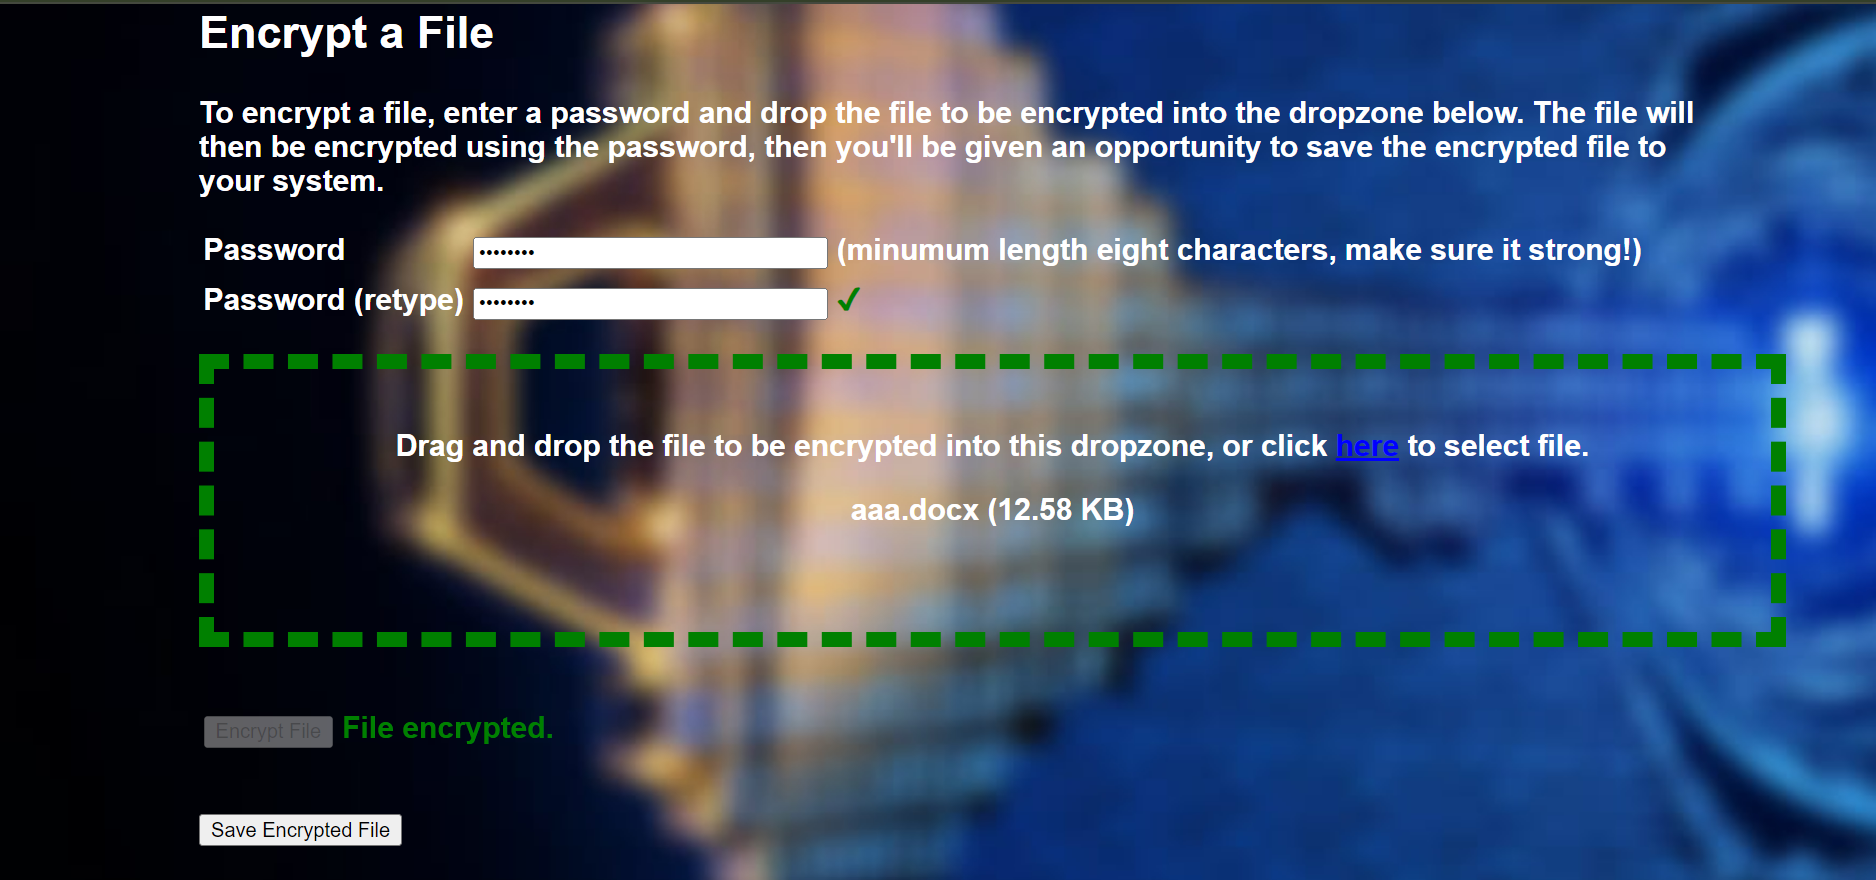 Encrypt a File
To encrypt a file, enter a password and drop the file to be encrypted into the dropzone below. The file will
then be encrypted using the password, then you'll be given an opportunity to save the encrypted file to
your system.
Password •••••••• (minumum length eight characters, make sure it strong!)
Password (retype) •••••••• ✓
Drag and drop the file to be encrypted into this dropzone, or click here to select file.
aaa.docx (12.58 KB)
Encrypt File File encrypted.
Save Encrypted File